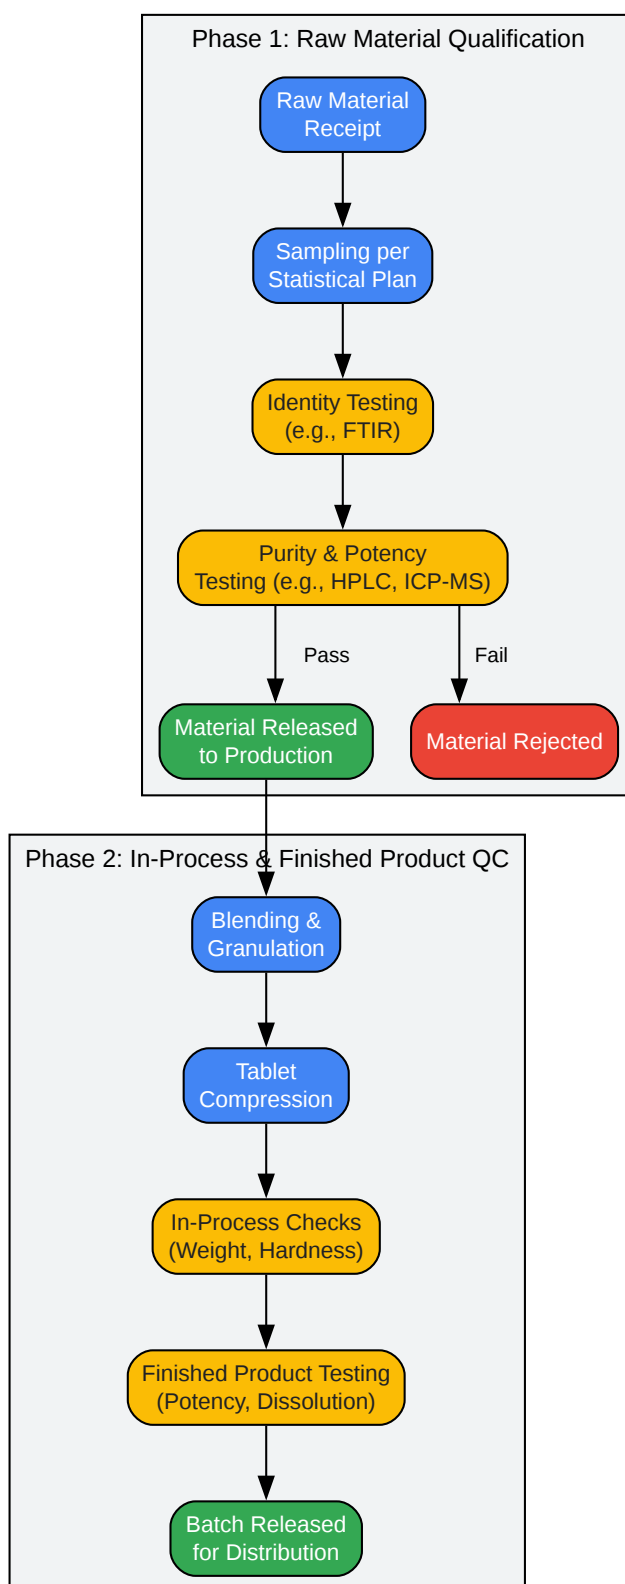 Phase 1: Raw Material Qualification
Raw Material
Receipt
Sampling per
Statistical Plan
Identity Testing
(e.g., FTIR)
Purity & Potency
Testing (e.g., HPLC, ICP-MS)
Pass
Fail
Material Released
to Production
Material Rejected
Phase 2: In-Process & Finished Product QC
Blending &
Granulation
Tablet
Compression
In-Process Checks
(Weight, Hardness)
Finished Product Testing
(Potency, Dissolution)
Batch Released
for Distribution